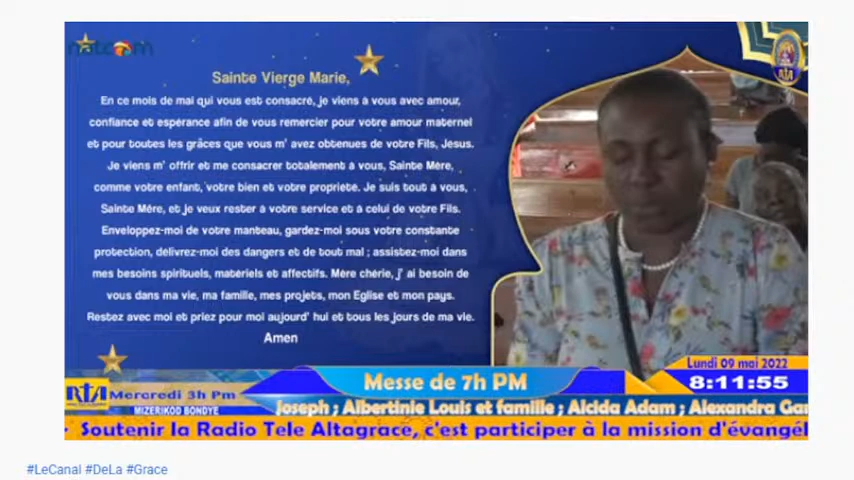 natcom
Sainte Vierge Marie,
En ce mois de mai qui vous est consacré, je viens à vous avec amour,
confiance et espérance afin de vous remercier pour votre amour maternel
et pour toutes les grâces que vous m' avez obtenues de votre Fils, Jesus.
Je viens m' offrir et me consacrer totalement à vous, Sainte Mère,
comme votre enfant, votre bien et votre propriété. Je suis tout à vous,
Sainte Mère, et je veux rester à votre service et à celui de votre Fils.
Enveloppez-moi de votre manteau, gardez-moi sous votre constante
protection, délivrez-moi des dangers et de tout mal ; assistez-moi dans
mes besoins spirituels, matériels et affectifs. Mère chérie, j' ai besoin de
vous dans ma vie, ma famille, mes projets, mon Eglise et mon pays.
Restez avec moi et priez pour moi aujourd' hui et tous les jours de ma vie.
Amen
RTA
Lundi 09 mai 2022
8:11:55
Messe de 7h PM
RTA
Mercredi 3h Pm
MIZERIKOD BONDYE
Joseph ; Albertinie Louis et famille ; Alcida Adam ; Alexandra Gar
Soutenir la Radio Tele Altagrace, c'est participer à la mission d'évangél
#LeCanal #DeLa #Grace